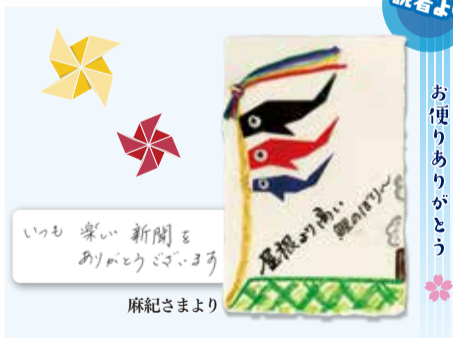 お便りありがとう
屋根より高い
鯉のぼり〜
いつも 楽しい 新聞を
ありがとうございます
麻紀さまより